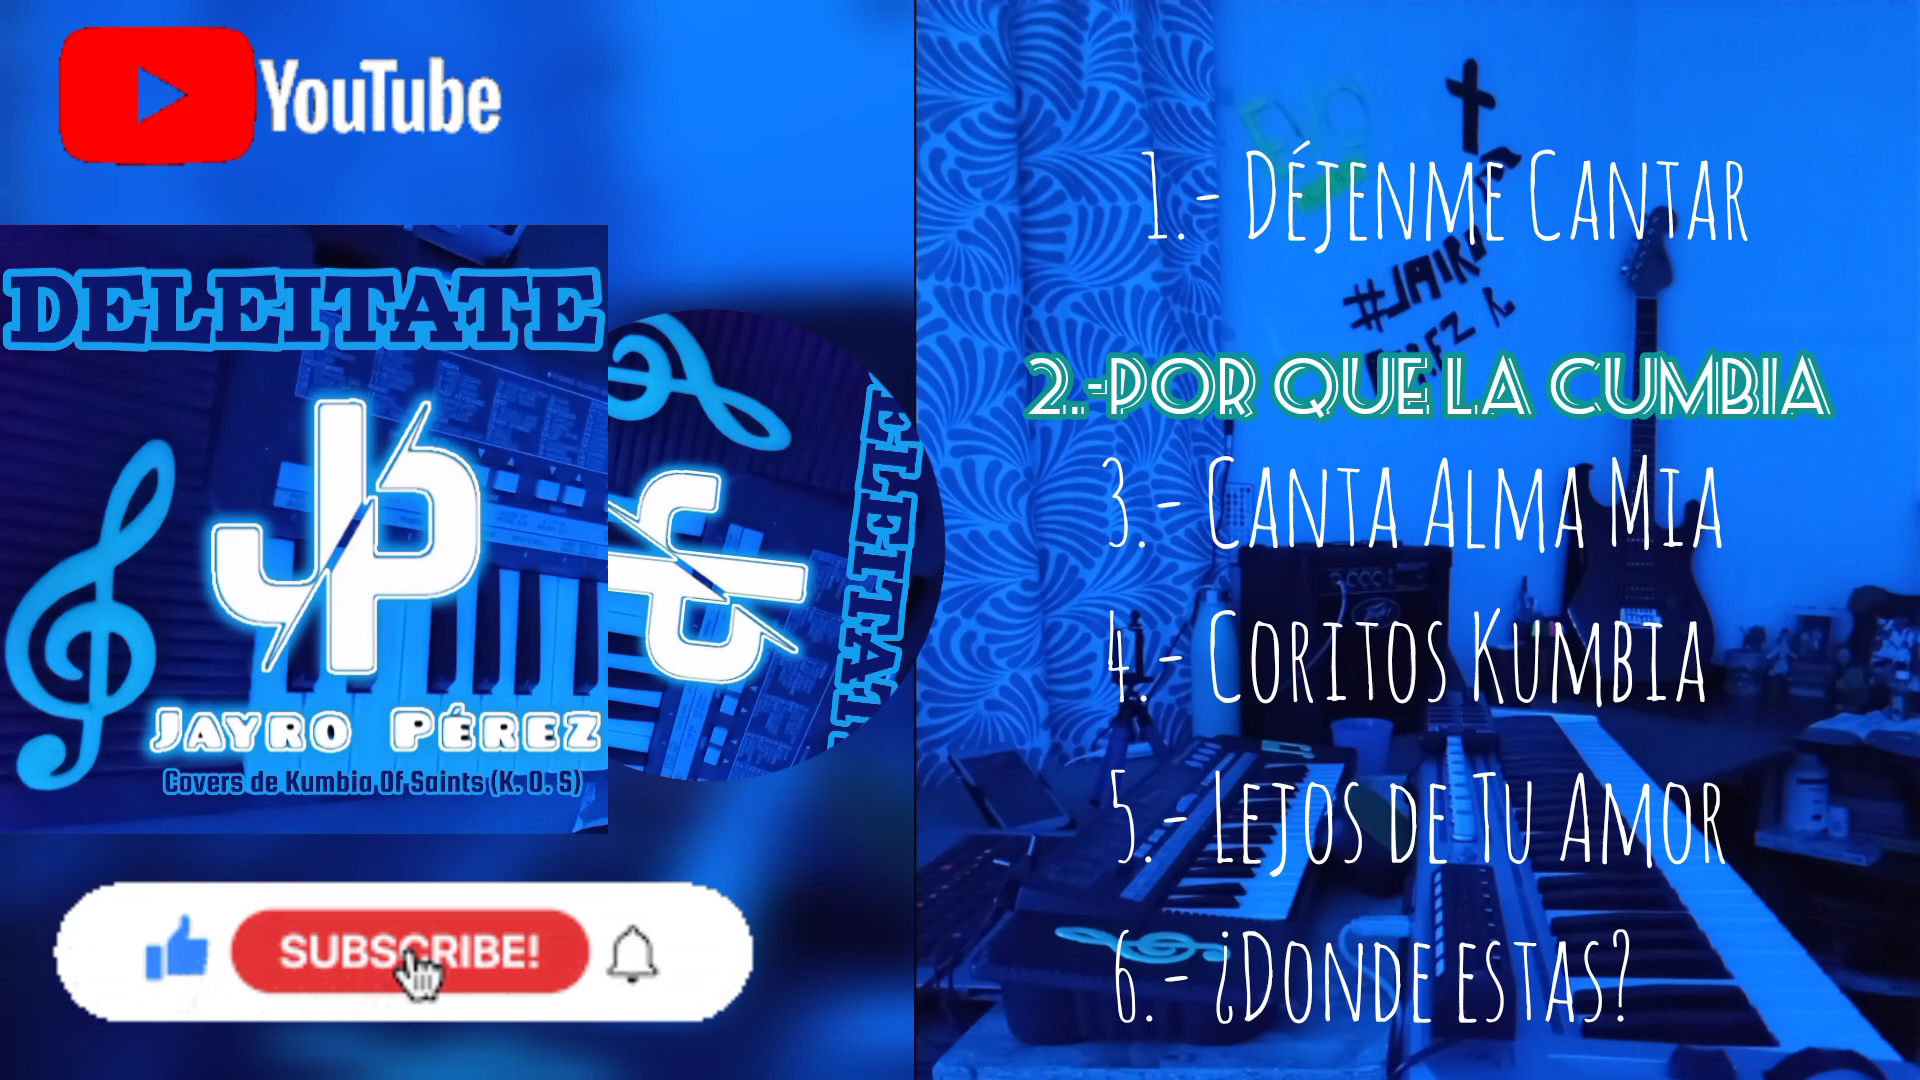 YouTube
DELEITATE
JP
JAYRO PÉREZ
Covers de Kumbia Of Saints (K. O. S)
SUBSCRIBE!
1. - DÉJENME CANTAR
2.-POR QUE LA CUMBIA
3. - CANTA ALMA MIA
4. - CORITOS KUMBIA
5. - LEJOS DE TU AMOR
6. - ¿DONDE ESTAS?